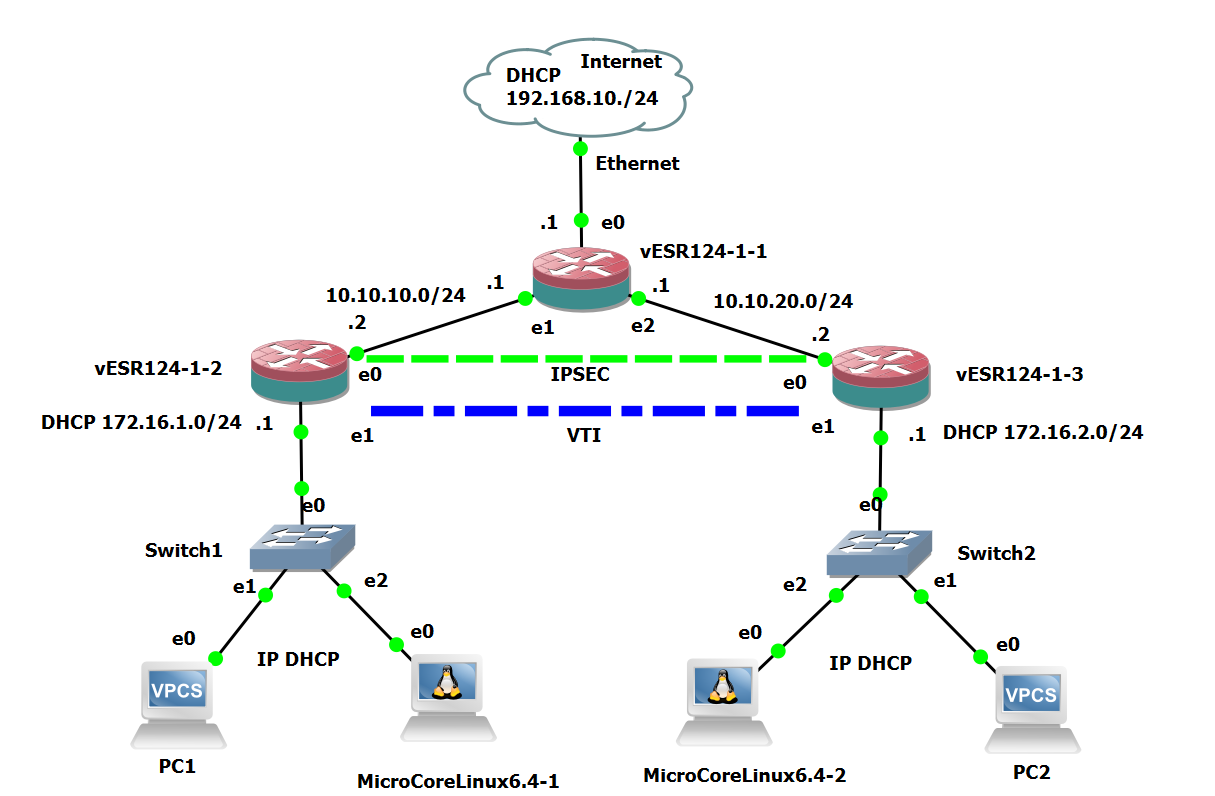 Internet
DHCP
192.168.10./24
Ethernet
.1
e0
vESR124-1-1
.1
.1
10.10.10.0/24
10.10.20.0/24
.2
e1
e2
.2
vESR124-1-2
e0
IPSEC
e0
vESR124-1-3
DHCP 172.16.1.0/24
.1
e1
VTI
e1
.1
DHCP 172.16.2.0/24
e0
e0
Switch1
Switch2
e1
e2
e2
e1
e0
IP DHCP
e0
e0
IP DHCP
e0
VPCS
VPCS
PC1
MicroCoreLinux6.4-1
MicroCoreLinux6.4-2
PC2